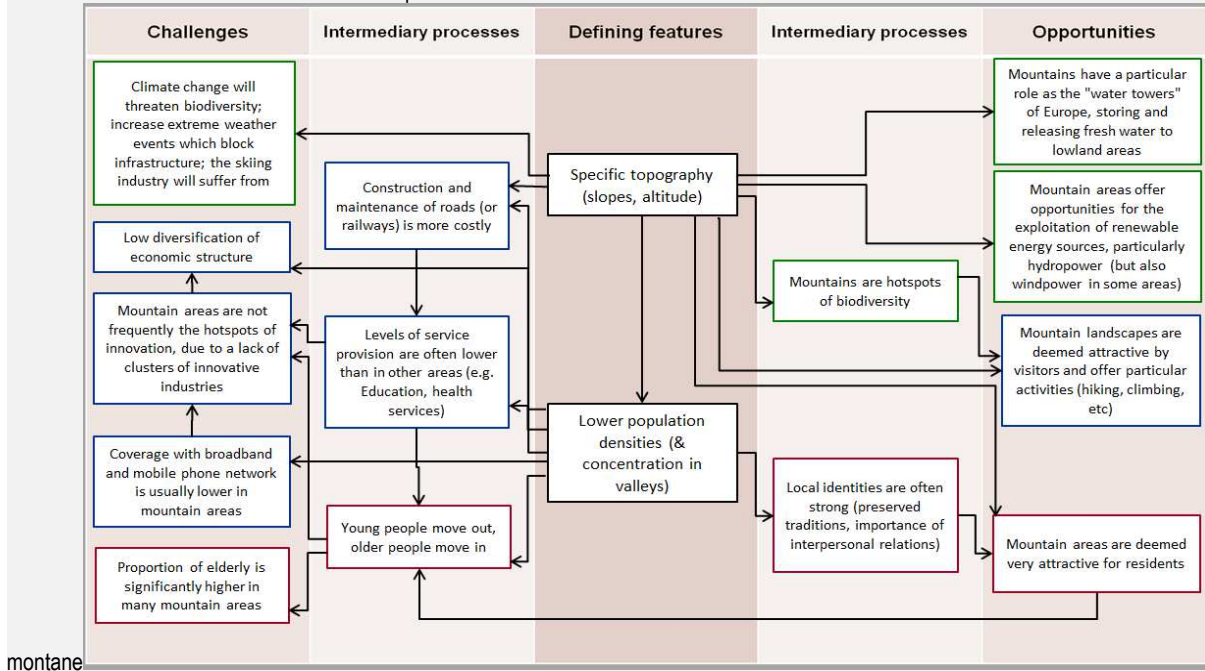 Challenges
Intermediary processes
Defining features
Intermediary processes
Opportunities
Climate change will
threaten biodiversity;
increase extreme weather
events which block
infrastructure; the skiing
industry will suffer from
Low diversification of
economic structure
Mountain areas are not
frequently the hotspots of
innovation, due to a lack of
clusters of innovative
industries
Coverage with broadband
and mobile phone network
is usually lower in
mountain areas
Proportion of elderly is
significantly higher in
many mountain areas
Construction and
maintenance of roads (or
railways) is more costly
Levels of service
provision are often lower
than in other areas (e.g.
Education, health
services)
Young people move out,
older people move in
Specific topography
(slopes, altitude)
Lower population
densities (&
concentration in
valleys)
Mountains are hotspots
of biodiversity
Local identities are often
strong (preserved
traditions, importance of
interpersonal relations)
Mountains have a particular
role as the "water towers"
of Europe, storing and
releasing fresh water to
lowland areas
Mountain areas offer
opportunities for the
exploitation of renewable
energy sources, particularly
hydropower (but also
windpower in some areas)
Mountain landscapes are
deemed attractive by
visitors and offer particular
activities (hiking, climbing,
etc)
Mountain areas are deemed
very attractive for residents
montane